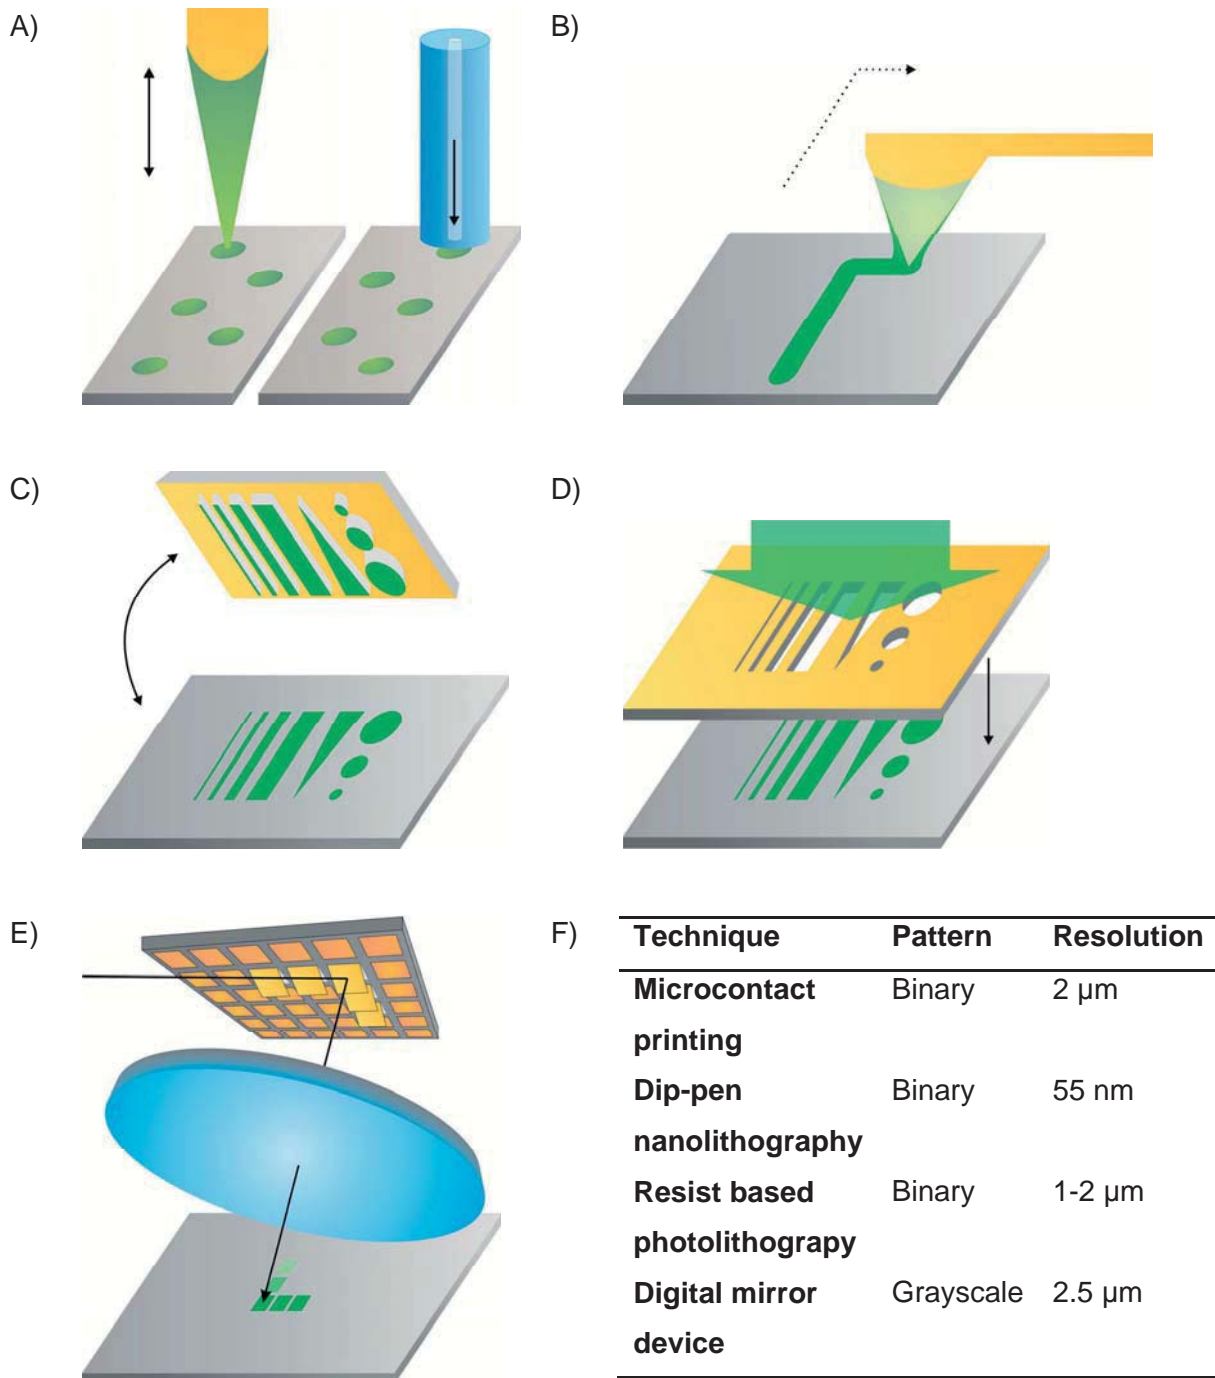 A)
B)
C)
D)
E)
F)
Technique Pattern Resolution
Microcontact Binary 2 µm
printing
Dip-pen Binary 55 nm
nanolithography
Resist based Binary 1-2 µm
photolithograpy
Digital mirror Grayscale 2.5 µm
device